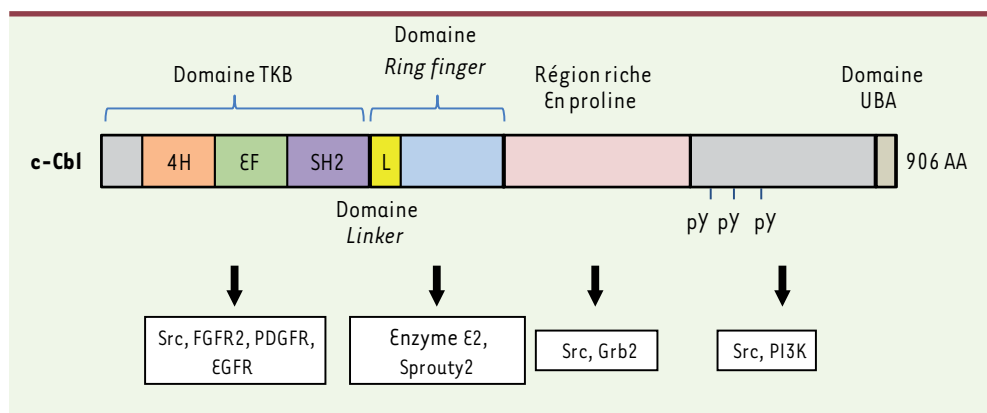 Domaine
Ring finger
Domaine TKB
Région riche
En proline
Domaine
UBA
c-Cbl
4H
EF
SH2
L
906 AA
Domaine
Linker
pY pY pY
Src, FGFR2, PDGFR,
EGFR
Enzyme E2,
Sprouty2
Src, Grb2
Src, PI3K